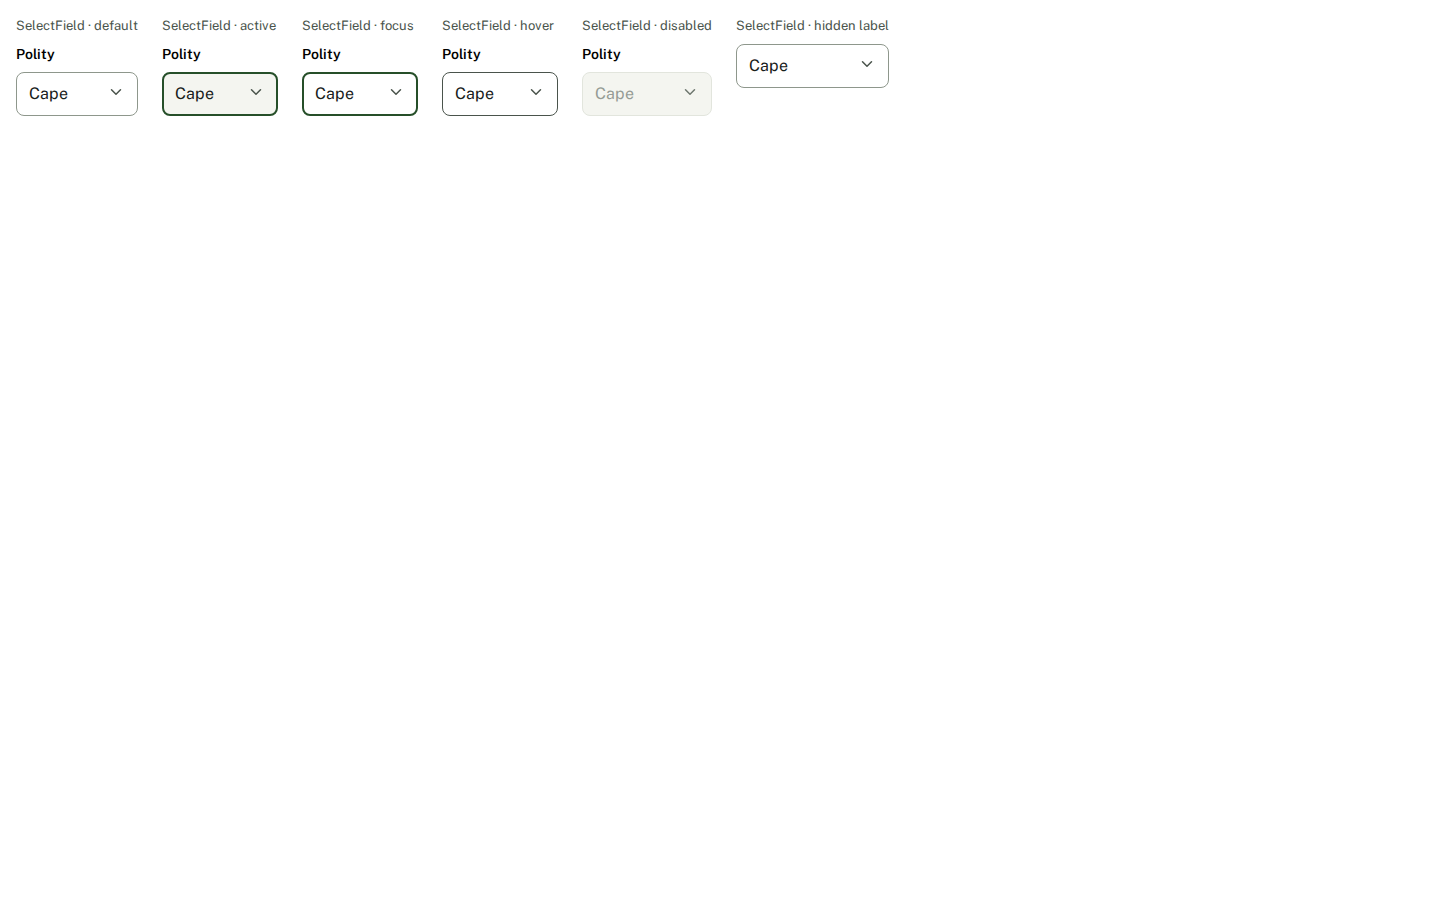 SelectField · default
Polity
Cape
SelectField · active
Polity
Cape
SelectField · focus
Polity
Cape
SelectField · hover
Polity
Cape
SelectField · disabled
Polity
Cape
SelectField · hidden label
Cape